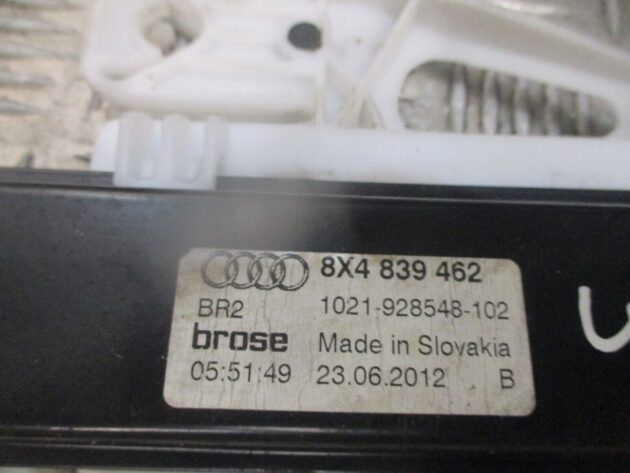 8X4 839 462
BR2 1021-928548-102
brose Made in Slovakia
05:51:49 23.06.2012 B